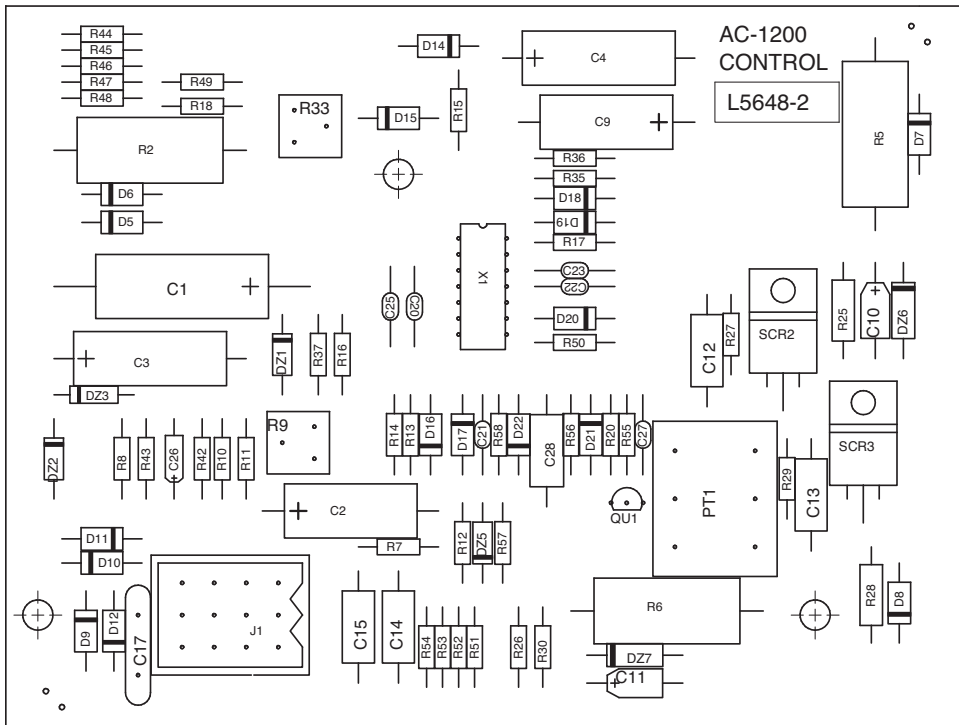 AC-1200
CONTROL
L5648-2
R44
R45
R46
R47
R48
R49
R18
R33
D14
D15
R15
C4
C9
R5
D7
R2
D6
D5
R36
R35
D18
D19
R17
X1
C23
C22
C25
C20
D20
R50
C1
C3
DZ3
DZ1
R37
R16
C12
R27
SCR2
R25
C10
+
DZ6
SCR3
DZ2
R8
R43
C26
+
R42
R10
R11
R9
R14
R13
D16
D17
C21
R58
D22
C28
R56
D21
R20
R55
C27
PT1
R29
C13
QU1
C2
R7
R12
DZ5
R57
D11
D10
D9
D12
C17
J1
C15
C14
R54
R53
R52
R51
R26
R30
R6
DZ7
C11
+
R28
D8